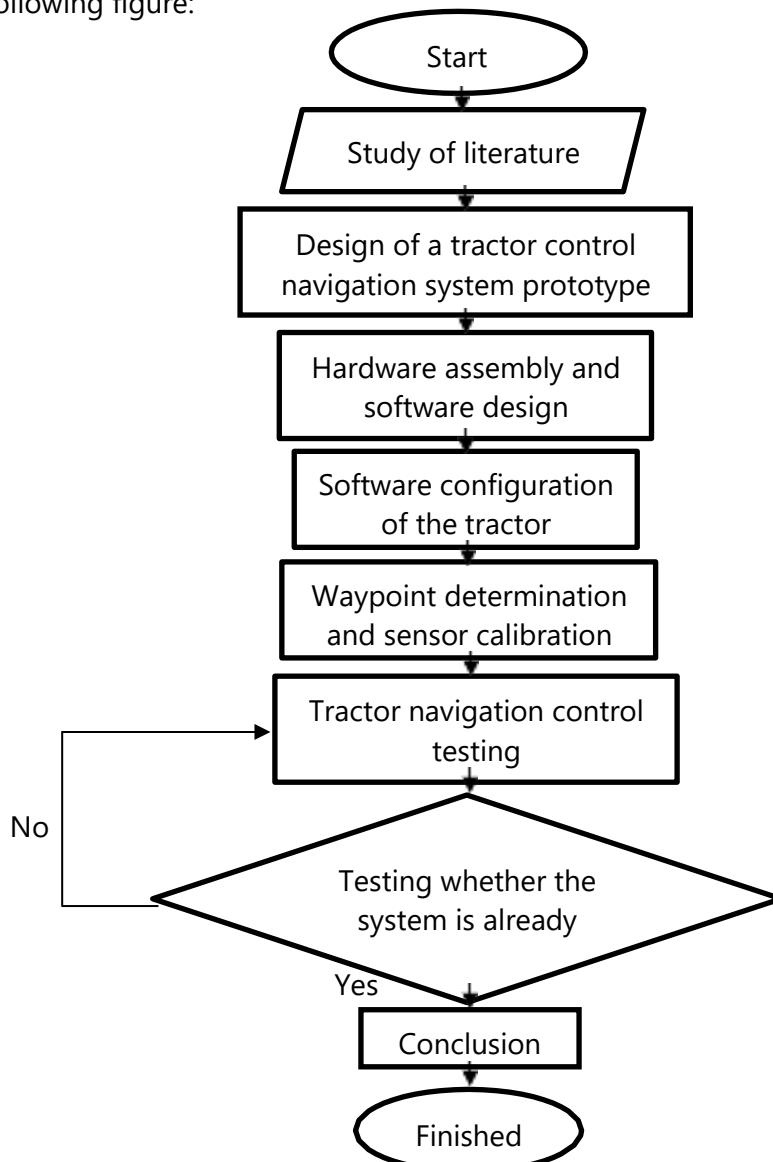 ollowing figure:
Start
Study of literature
Design of a tractor control
navigation system prototype
Hardware assembly and
software design
Software configuration
of the tractor
Waypoint determination
and sensor calibration
Tractor navigation control
testing
No
Testing whether the
system is already
Yes
Conclusion
Finished